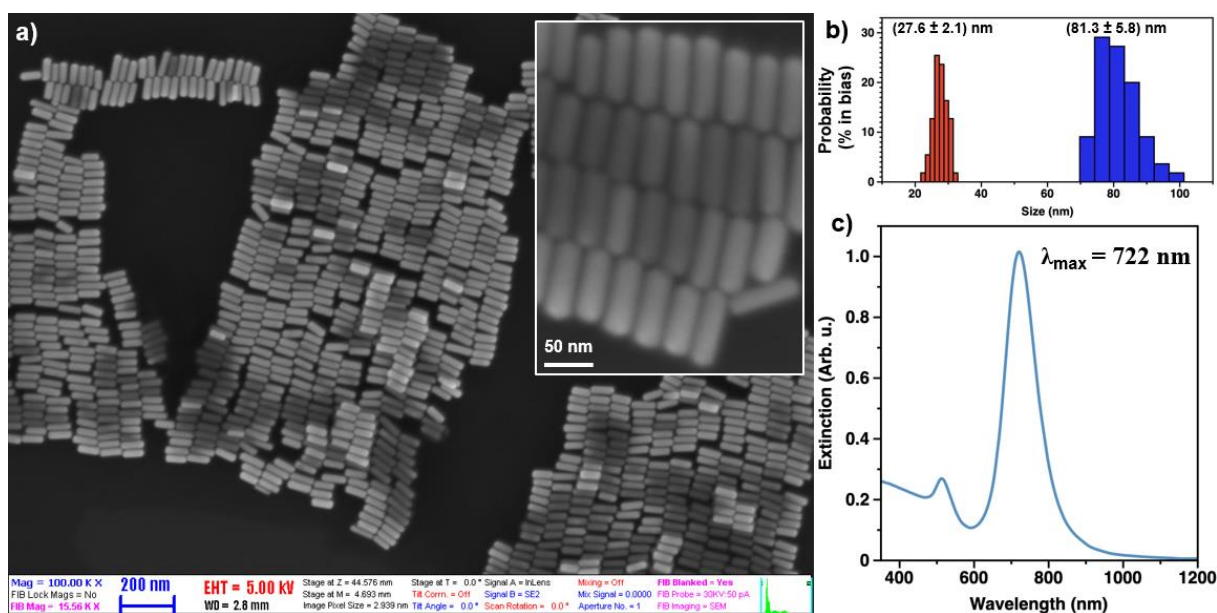 a)
50 nm
Mag = 100.00 K X
FIB Lock Mags = No
FIB Mag = 15.56 K X
200 nm
EHT = 5.00 kV
WD = 2.8 mm
Stage at Z = 44.576 mm
Stage at M = 4.693 mm
Image Pixel Size = 2.939 nm
Stage at T = 0.0 °
Tilt Corrn. = Off
Tilt Angle = 0.0 °
Signal A = InLens
Signal B = SE2
Scan Rotation = 0.0 °
Mixing = Off
Mix Signal = 0.0000
Aperture No. = 1
FIB Blanked = Yes
FIB Probe = 30KV:50 pA
FIB Imaging = SEM
b)
(27.6 ± 2.1) nm
(81.3 ± 5.8) nm
Probability
(% in bias)
30
20
10
0
20 40 60 80 100
Size (nm)
c)
λmax = 722 nm
Extinction (Arb. u.)
1.0
0.8
0.6
0.4
0.2
0
400 600 800 1000 1200
Wavelength (nm)